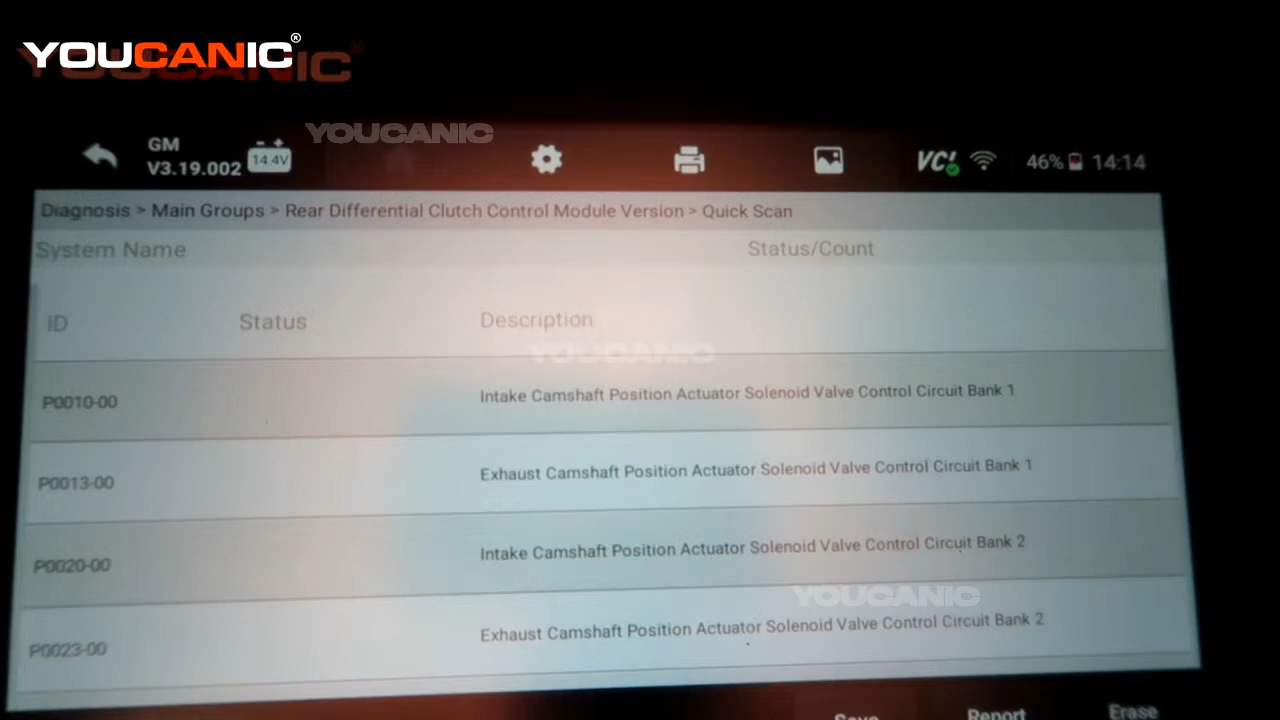 YOUCANIC®
YOUCANIC
YOUCANIC
GM
V3.19.002
14.4V
VC!
46%
14:14
Diagnosis > Main Groups > Rear Differential Clutch Control Module Version > Quick Scan
System Name Status/Count
ID Status Description
YOUCANIC
P0010-00 Intake Camshaft Position Actuator Solenoid Valve Control Circuit Bank 1
P0013-00 Exhaust Camshaft Position Actuator Solenoid Valve Control Circuit Bank 1
P0020-00 Intake Camshaft Position Actuator Solenoid Valve Control Circuit Bank 2
YOUCANIC
P0023-00 Exhaust Camshaft Position Actuator Solenoid Valve Control Circuit Bank 2
Save Report Erase